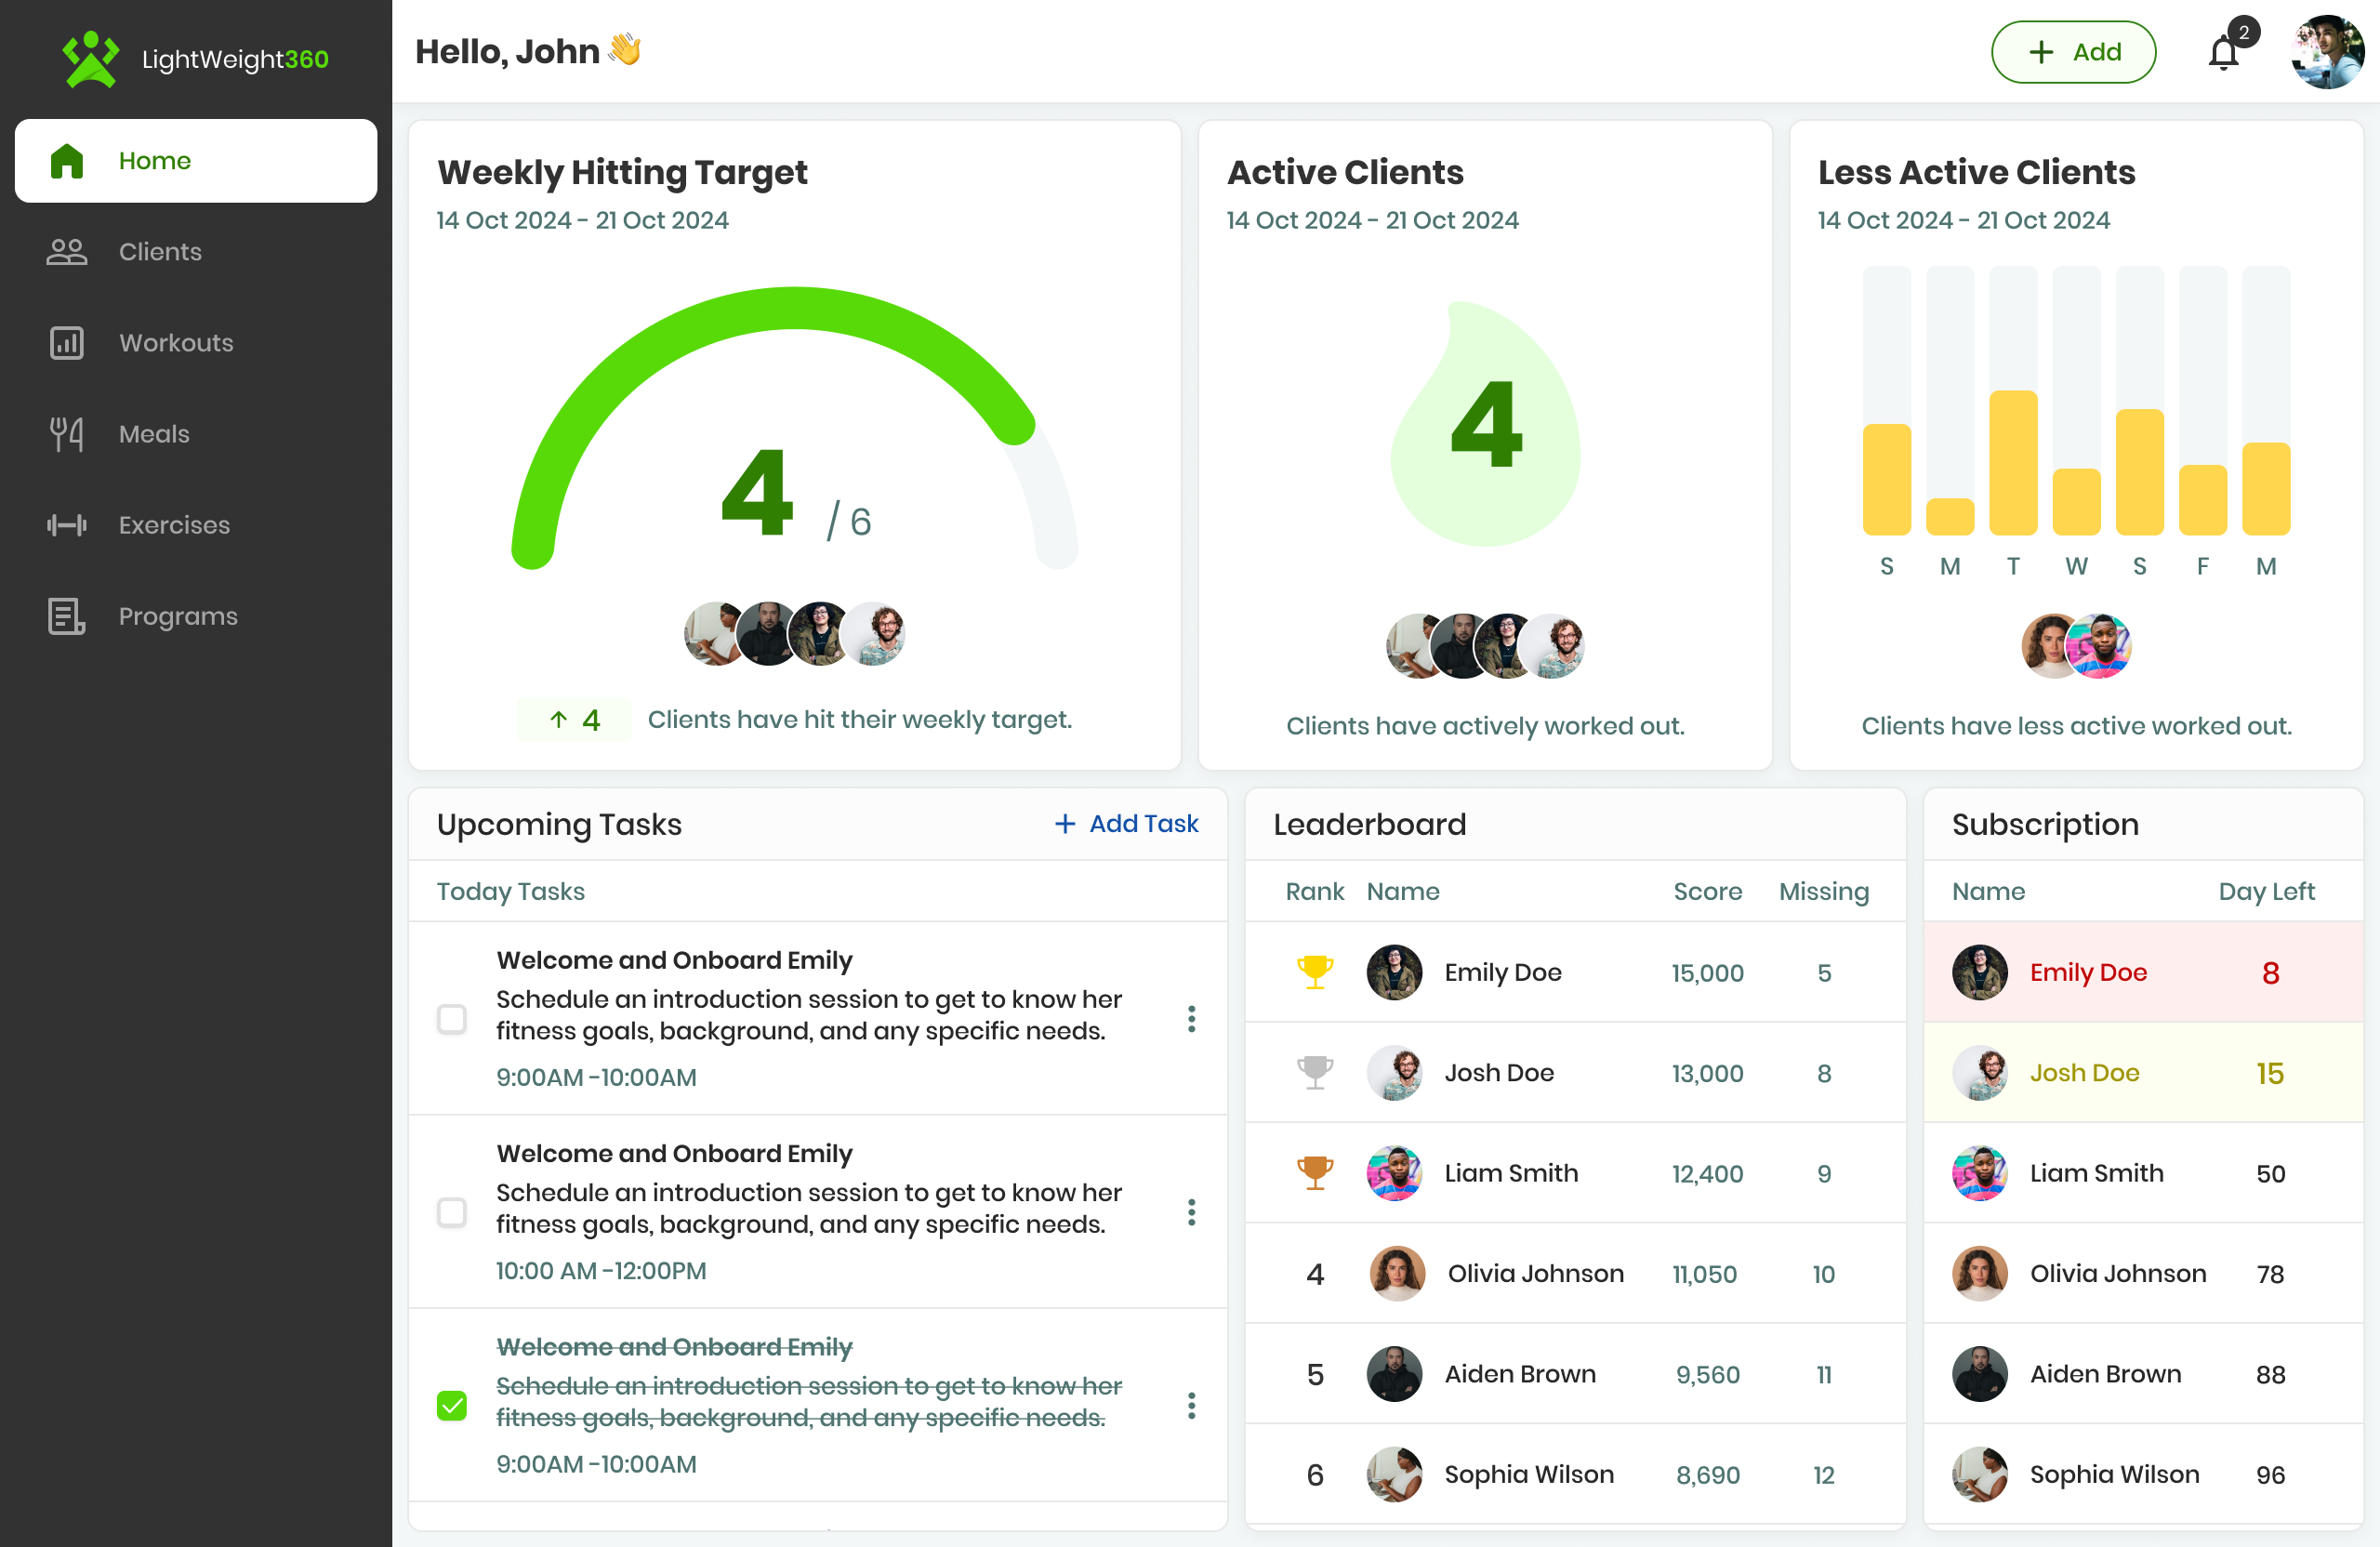 LightWeight360
Home
Clients
Workouts
Meals
Exercises
Programs
Hello, John 👋
Add
2
Weekly Hitting Target
14 Oct 2024 - 21 Oct 2024
4 / 6
4 Clients have hit their weekly target.
Active Clients
14 Oct 2024 - 21 Oct 2024
4
Clients have actively worked out.
Less Active Clients
14 Oct 2024 - 21 Oct 2024
S M T W S F M
Clients have less active worked out.
Upcoming Tasks
+ Add Task
Today Tasks
Welcome and Onboard Emily
Schedule an introduction session to get to know her
fitness goals, background, and any specific needs.
9:00AM -10:00AM
Welcome and Onboard Emily
Schedule an introduction session to get to know her
fitness goals, background, and any specific needs.
10:00 AM -12:00PM
Welcome and Onboard Emily
Schedule an introduction session to get to know her
fitness goals, background, and any specific needs.
9:00AM -10:00AM
Leaderboard
Rank Name Score Missing
Emily Doe 15,000 5
Josh Doe 13,000 8
Liam Smith 12,400 9
4 Olivia Johnson 11,050 10
5 Aiden Brown 9,560 11
6 Sophia Wilson 8,690 12
Subscription
Name Day Left
Emily Doe 8
Josh Doe 15
Liam Smith 50
Olivia Johnson 78
Aiden Brown 88
Sophia Wilson 96